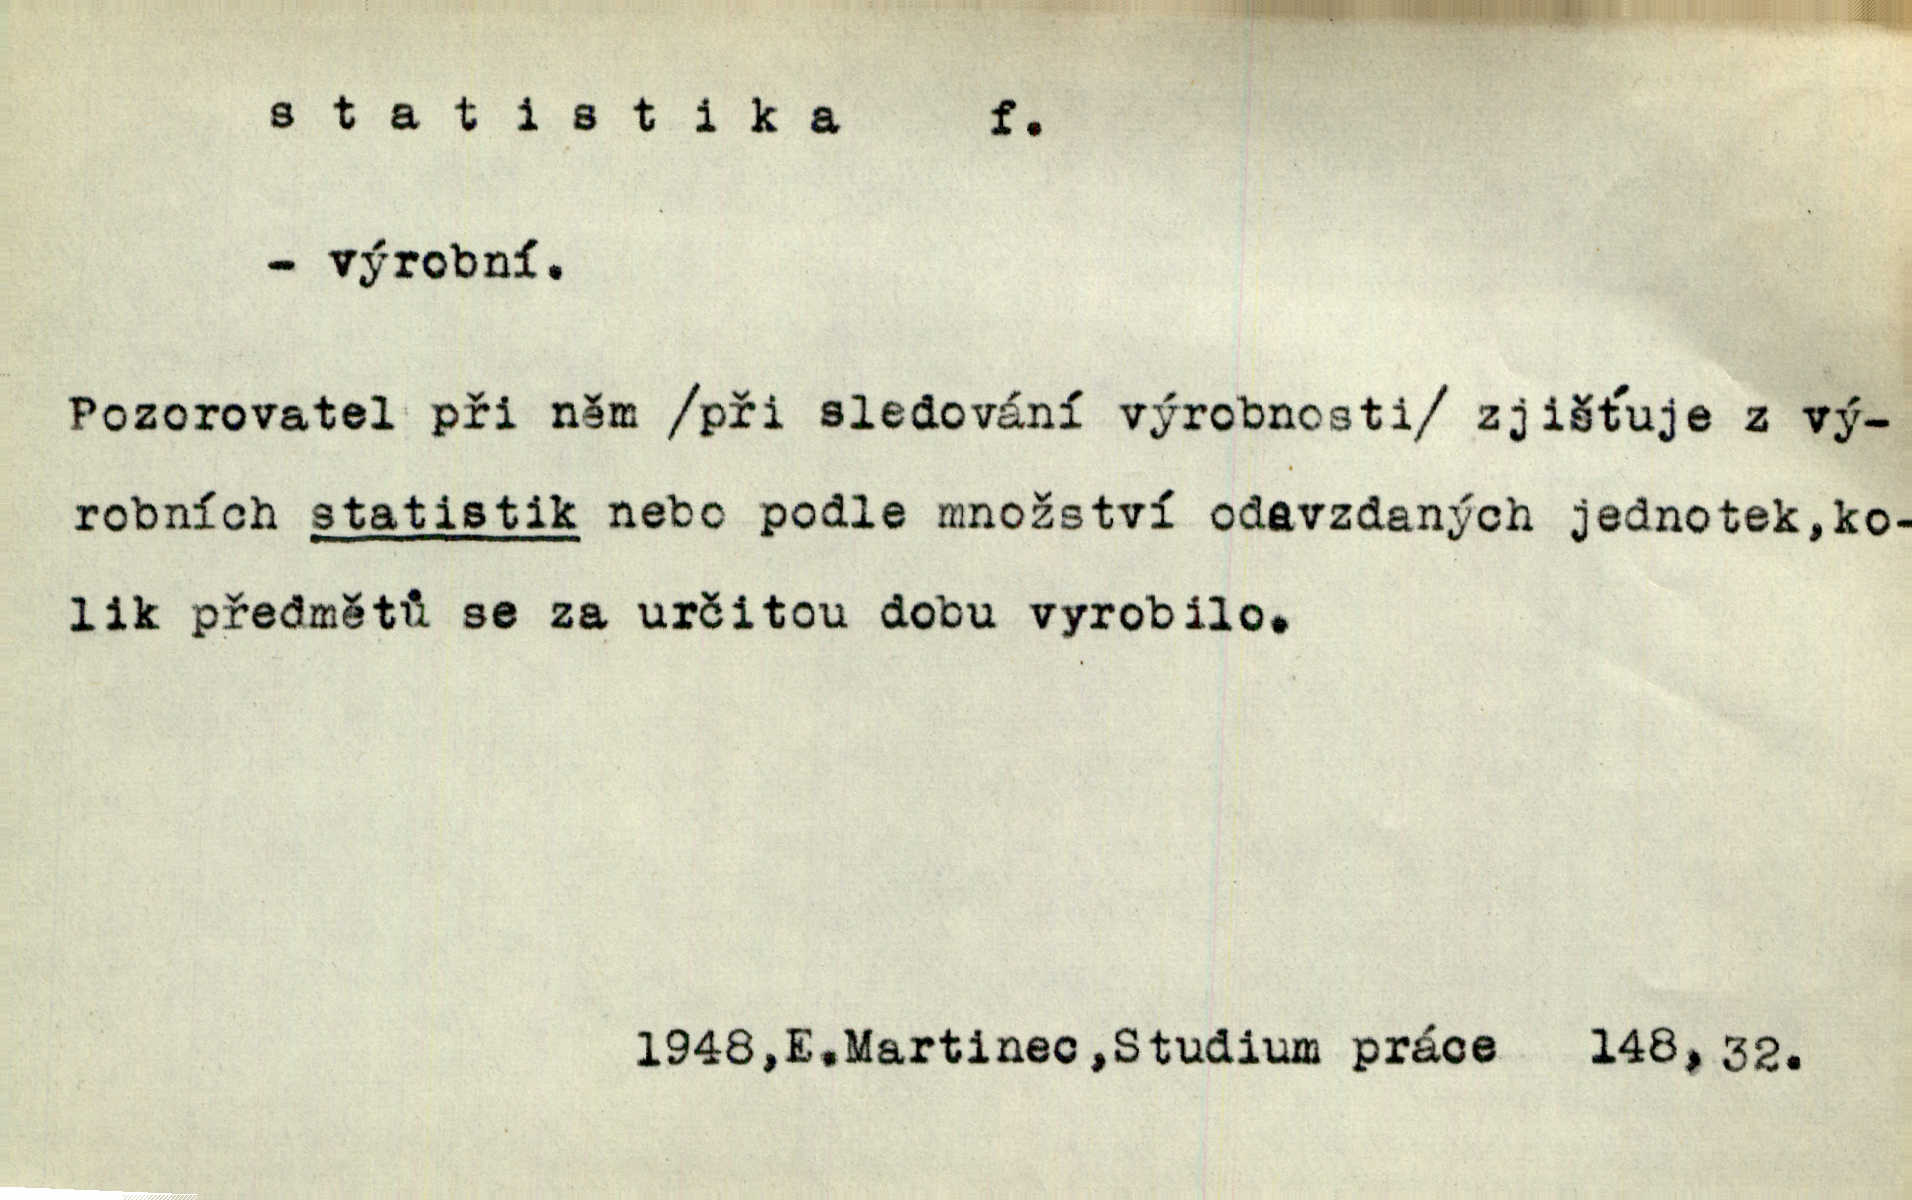 s t a t i s t i k a f.
- výrobní.
Pozorovatel při něm /při sledování výrobnosti/ zjišťuje z vý-
robních statistik nebo podle množství odevzdaných jednotek,ko-
lik předmětů se za určitou dobu vyrobilo.
1948,E.Martinec,Studium práce 148, 32.